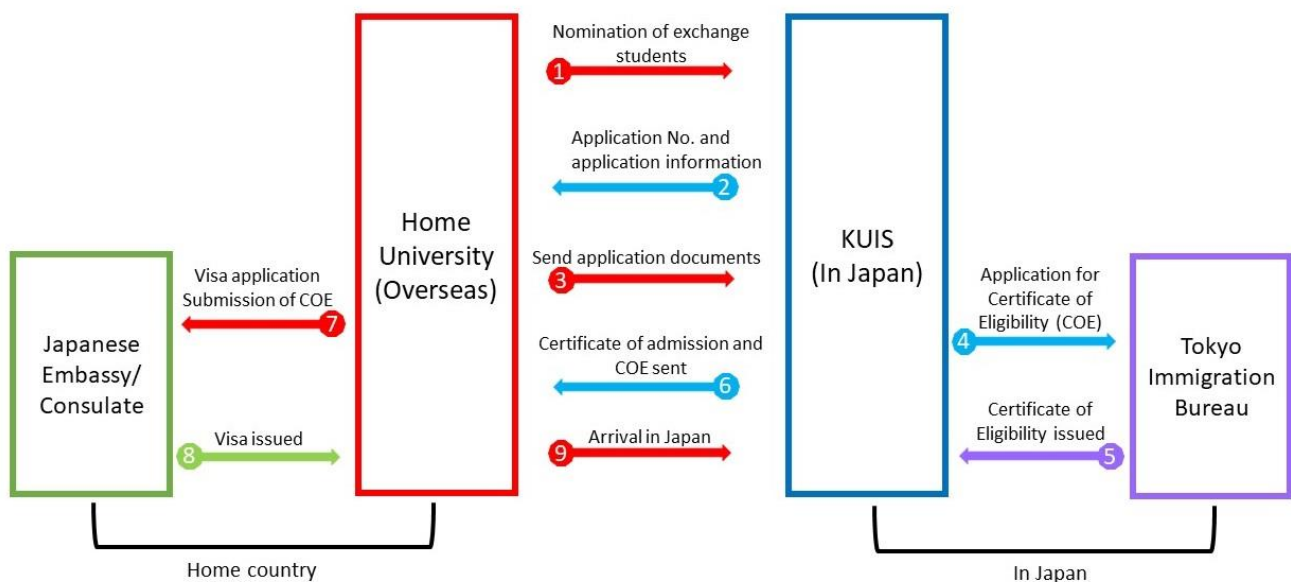 Nomination of exchange
students
1
Application No. and
application information
2
Home
University
(Overseas)
KUIS
(In Japan)
Send application documents
3
Visa application
Submission of COE
7
Application for
Certificate of
Eligibility (COE)
4
Japanese
Embassy/
Consulate
Certificate of admission and
COE sent
6
Tokyo
Immigration
Bureau
Visa issued
8
Arrival in Japan
9
Certificate of
Eligibility issued
5
Home country
In Japan